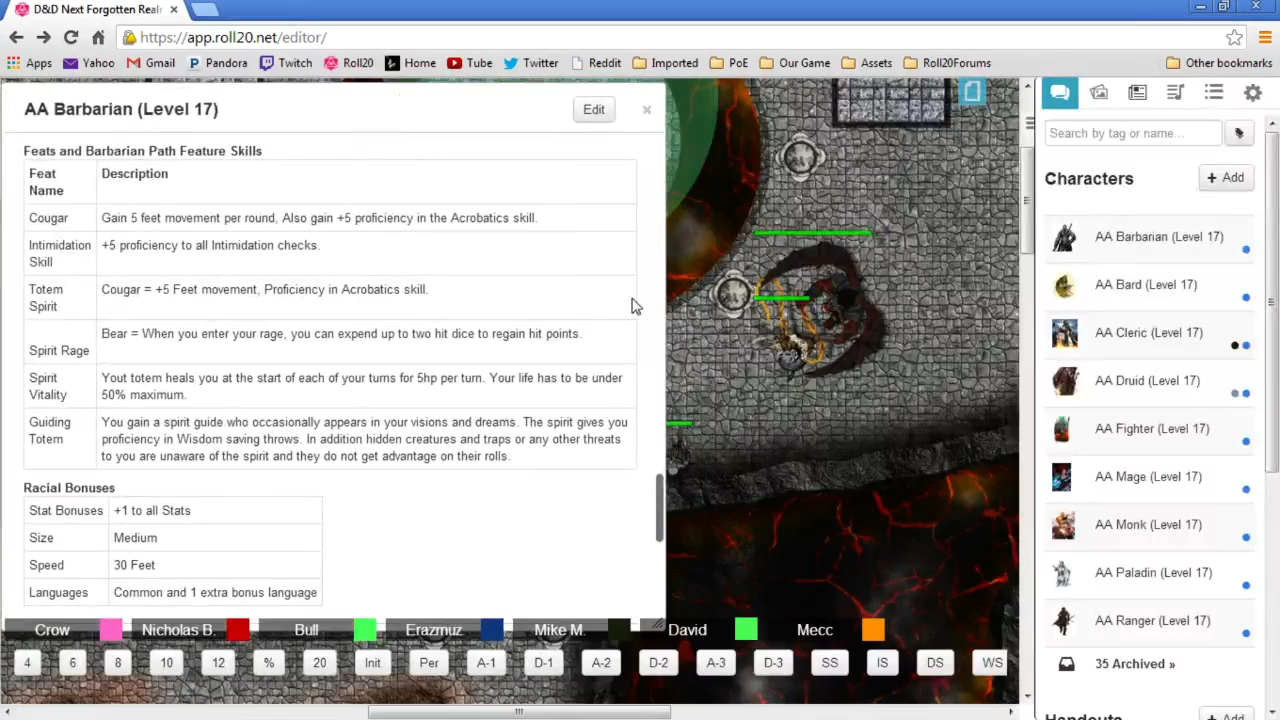 D&D Next Forgotten Realr
https://app.roll20.net/editor/
Apps Yahoo Gmail Pandora Twitch Roll20 Home Tube Twitter Reddit Imported PoE Our Game Assets Roll20Forums Other bookmarks
AA Barbarian (Level 17)
Edit
Feats and Barbarian Path Feature Skills
Feat Name
Description
Cougar
Gain 5 feet movement per round, Also gain +5 proficiency in the Acrobatics skill.
Intimidation Skill
+5 proficiency to all Intimidation checks.
Totem Spirit
Cougar = +5 Feet movement, Proficiency in Acrobatics skill.
Spirit Rage
Bear = When you enter your rage, you can expend up to two hit dice to regain hit points.
Spirit Vitality
Yout totem heals you at the start of each of your turns for 5hp per turn. Your life has to be under
50% maximum.
Guiding Totem
You gain a spirit guide who occasionally appears in your visions and dreams. The spirit gives you
proficiency in Wisdom saving throws. In addition hidden creatures and traps or any other threats
to you are unaware of the spirit and they do not get advantage on their rolls.
Racial Bonuses
Stat Bonuses +1 to all Stats
Size Medium
Speed 30 Feet
Languages Common and 1 extra bonus language
Crow Nicholas B. Bull Erazmuz Mike M. David Mecc
4 6 8 10 12 % 20 Init Per A-1 D-1 A-2 D-2 A-3 D-3 SS IS DS WS
Search by tag or name...
Characters
+ Add
AA Barbarian (Level 17)
AA Bard (Level 17)
AA Cleric (Level 17)
AA Druid (Level 17)
AA Fighter (Level 17)
AA Mage (Level 17)
AA Monk (Level 17)
AA Paladin (Level 17)
AA Ranger (Level 17)
35 Archived »
Handouts
+ Add